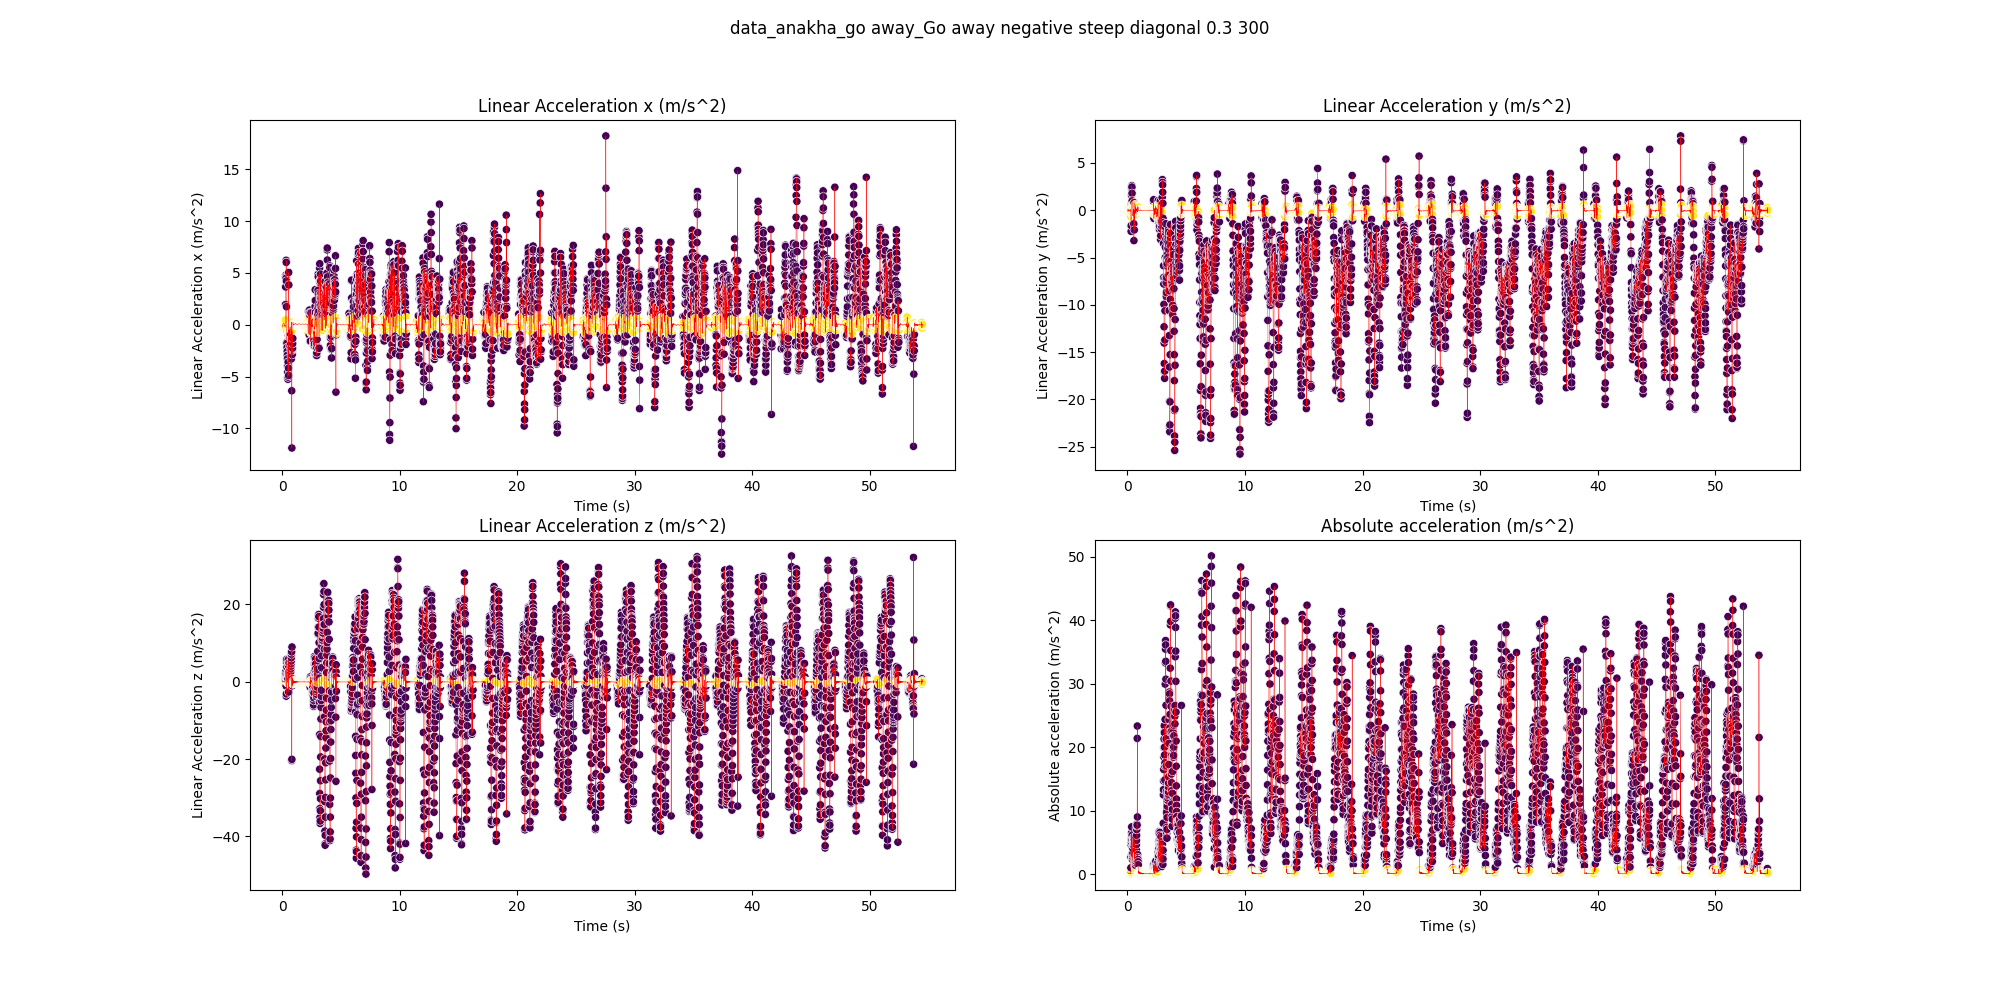 data_anakha_go away_Go away negative steep diagonal 0.3 300
Linear Acceleration x (m/s^2)
Linear Acceleration x (m/s^2)
15
10
5
0
−5
−10
0 10 20 30 40 50
Time (s)
Linear Acceleration y (m/s^2)
Linear Acceleration y (m/s^2)
5
0
−5
−10
−15
−20
−25
0 10 20 30 40 50
Time (s)
Linear Acceleration z (m/s^2)
Linear Acceleration z (m/s^2)
20
0
−20
−40
0 10 20 30 40 50
Time (s)
Absolute acceleration (m/s^2)
Absolute acceleration (m/s^2)
50
40
30
20
10
0
0 10 20 30 40 50
Time (s)